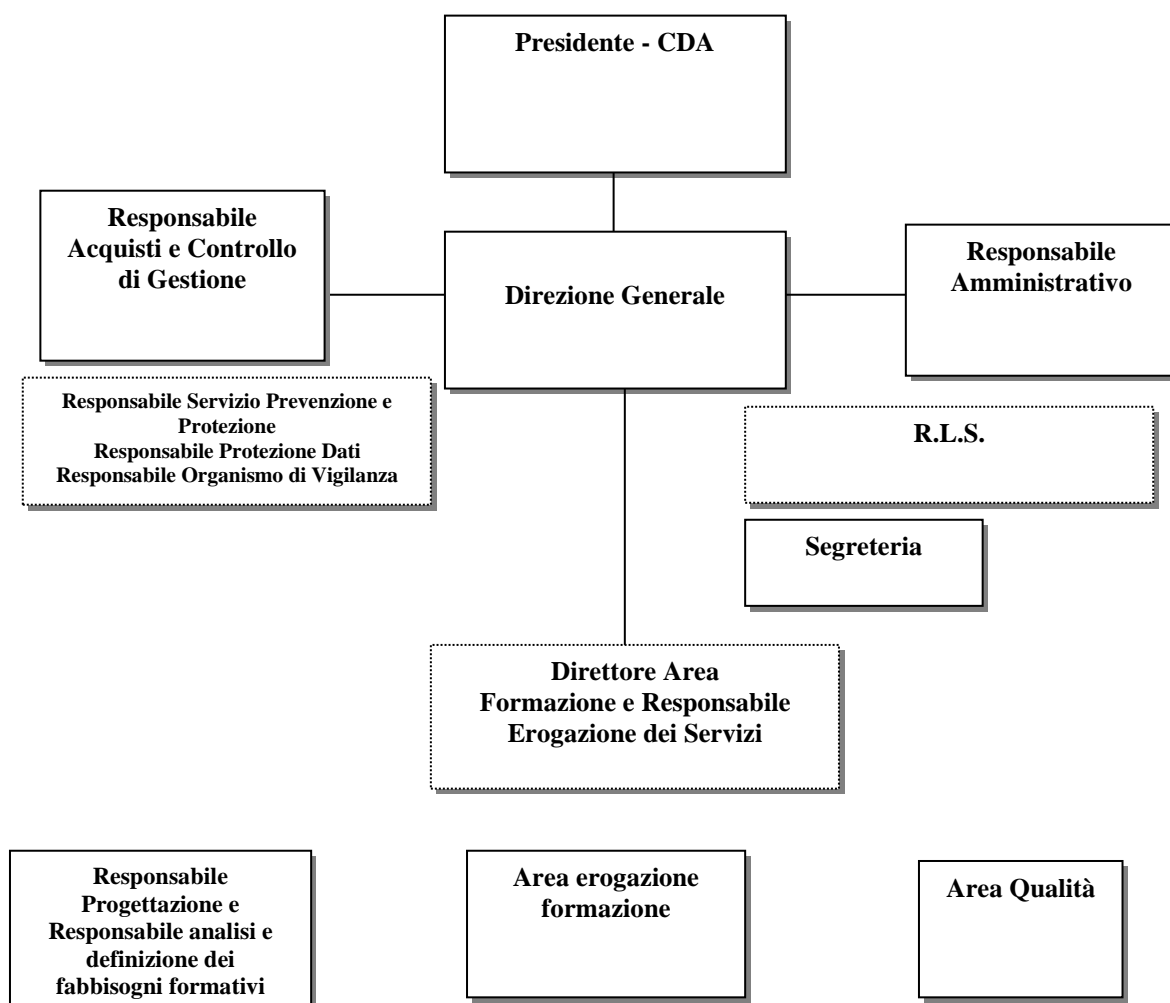 Presidente - CDA
Responsabile
Acquisti e Controllo
di Gestione
Direzione Generale
Responsabile
Amministrativo
Responsabile Servizio Prevenzione e
Protezione
Responsabile Protezione Dati
Responsabile Organismo di Vigilanza
R.L.S.
Segreteria
Direttore Area
Formazione e Responsabile
Erogazione dei Servizi
Responsabile
Progettazione e
Responsabile analisi e
definizione dei
fabbisogni formativi
Area erogazione
formazione
Area Qualità